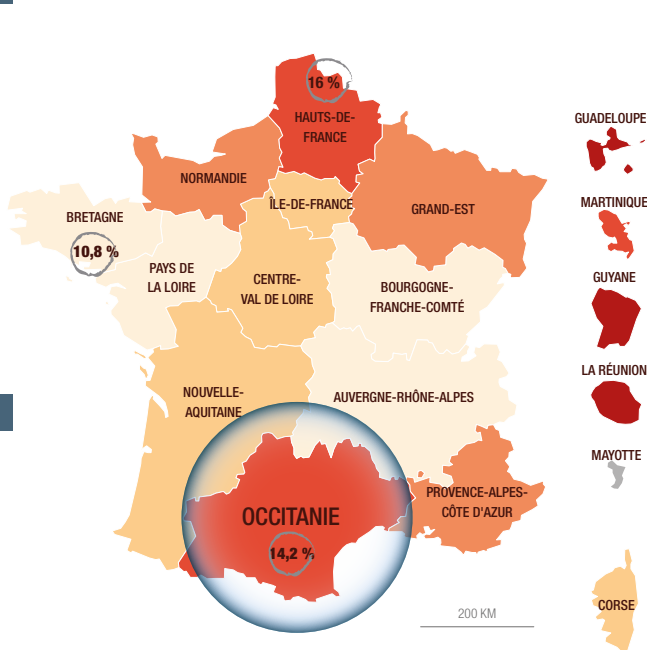 16 %
HAUTS-DE-
FRANCE
GUADELOUPE
NORMANDIE
ÎLE-DE-FRANCE
GRAND-EST
MARTINIQUE
BRETAGNE
10,8 %
PAYS DE
LA LOIRE
CENTRE-
VAL DE LOIRE
BOURGOGNE-
FRANCHE-COMTÉ
GUYANE
LA RÉUNION
NOUVELLE-
AQUITAINE
AUVERGNE-RHÔNE-ALPES
MAYOTTE
PROVENCE-ALPES-
CÔTE D'AZUR
OCCITANIE
14,2 %
CORSE
200 KM